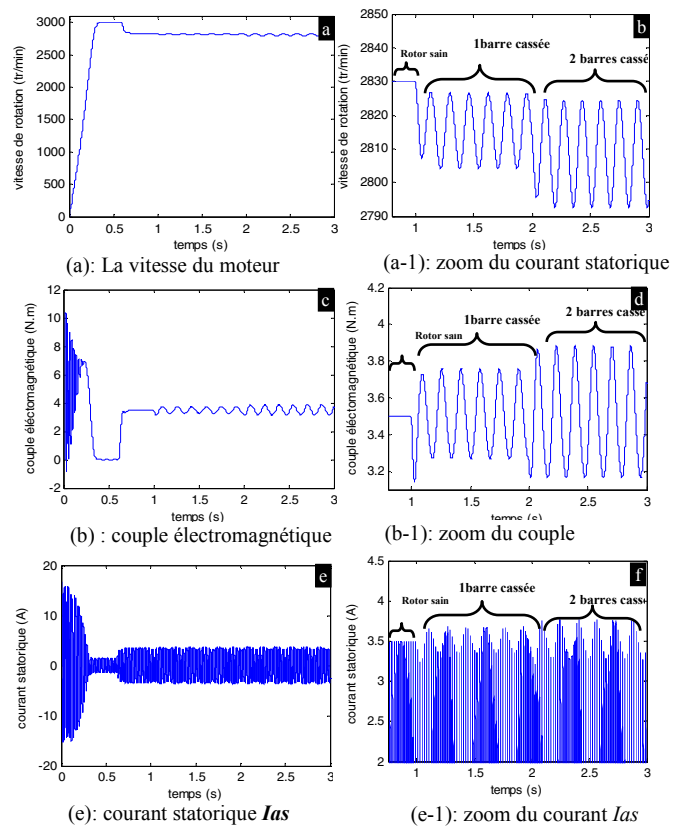 a
vitesse de rotation (tr/min)
3000
2500
2000
1500
1000
500
0
0 0.5 1 1.5 2 2.5 3
temps (s)
(a): La vitesse du moteur
b
Rotor sain
1barre cassée
2 barres cassé
vitesse de rotation (tr/min)
2850
2840
2830
2820
2810
2800
2790
1 1.5 2 2.5 3
temps (s)
(a-1): zoom du courant statorique
c
couple éléctomagnétique (N.m)
12
10
8
6
4
2
0
-2
0 0.5 1 1.5 2 2.5 3
temps (s)
(b) : couple électromagnétique
d
Rotor sain
1barre cassée
2 barres cassé
couple éléctomagnétique (N.m)
4.2
4
3.8
3.6
3.4
3.2
1 1.5 2 2.5 3
temps (s)
(b-1): zoom du couple
e
courant statorique (A)
20
10
0
-10
-20
0 0.5 1 1.5 2 2.5 3
temps (s)
(e): courant statorique Ias
f
Rotor sain
1barre cassée
2 barres cass
courant statorique (A)
4.5
4
3.5
3
2.5
2
1 1.5 2 2.5 3
temps (s)
(e-1): zoom du courant Ias